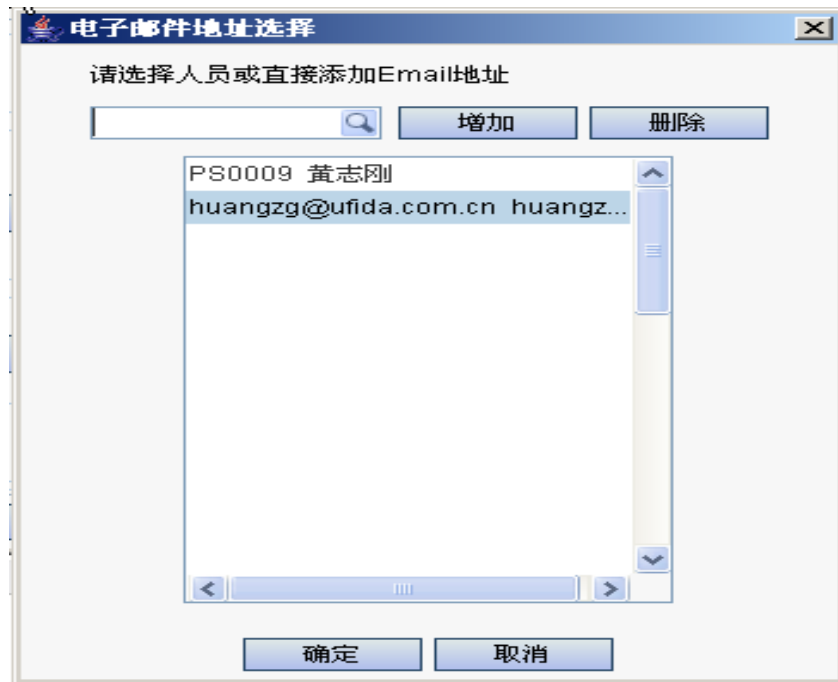 电子邮件地址选择
请选择人员或直接添加Email地址
增加 删除
PS0009 黄志刚
huangzg@ufida.com.cn huangz...
确定 取消